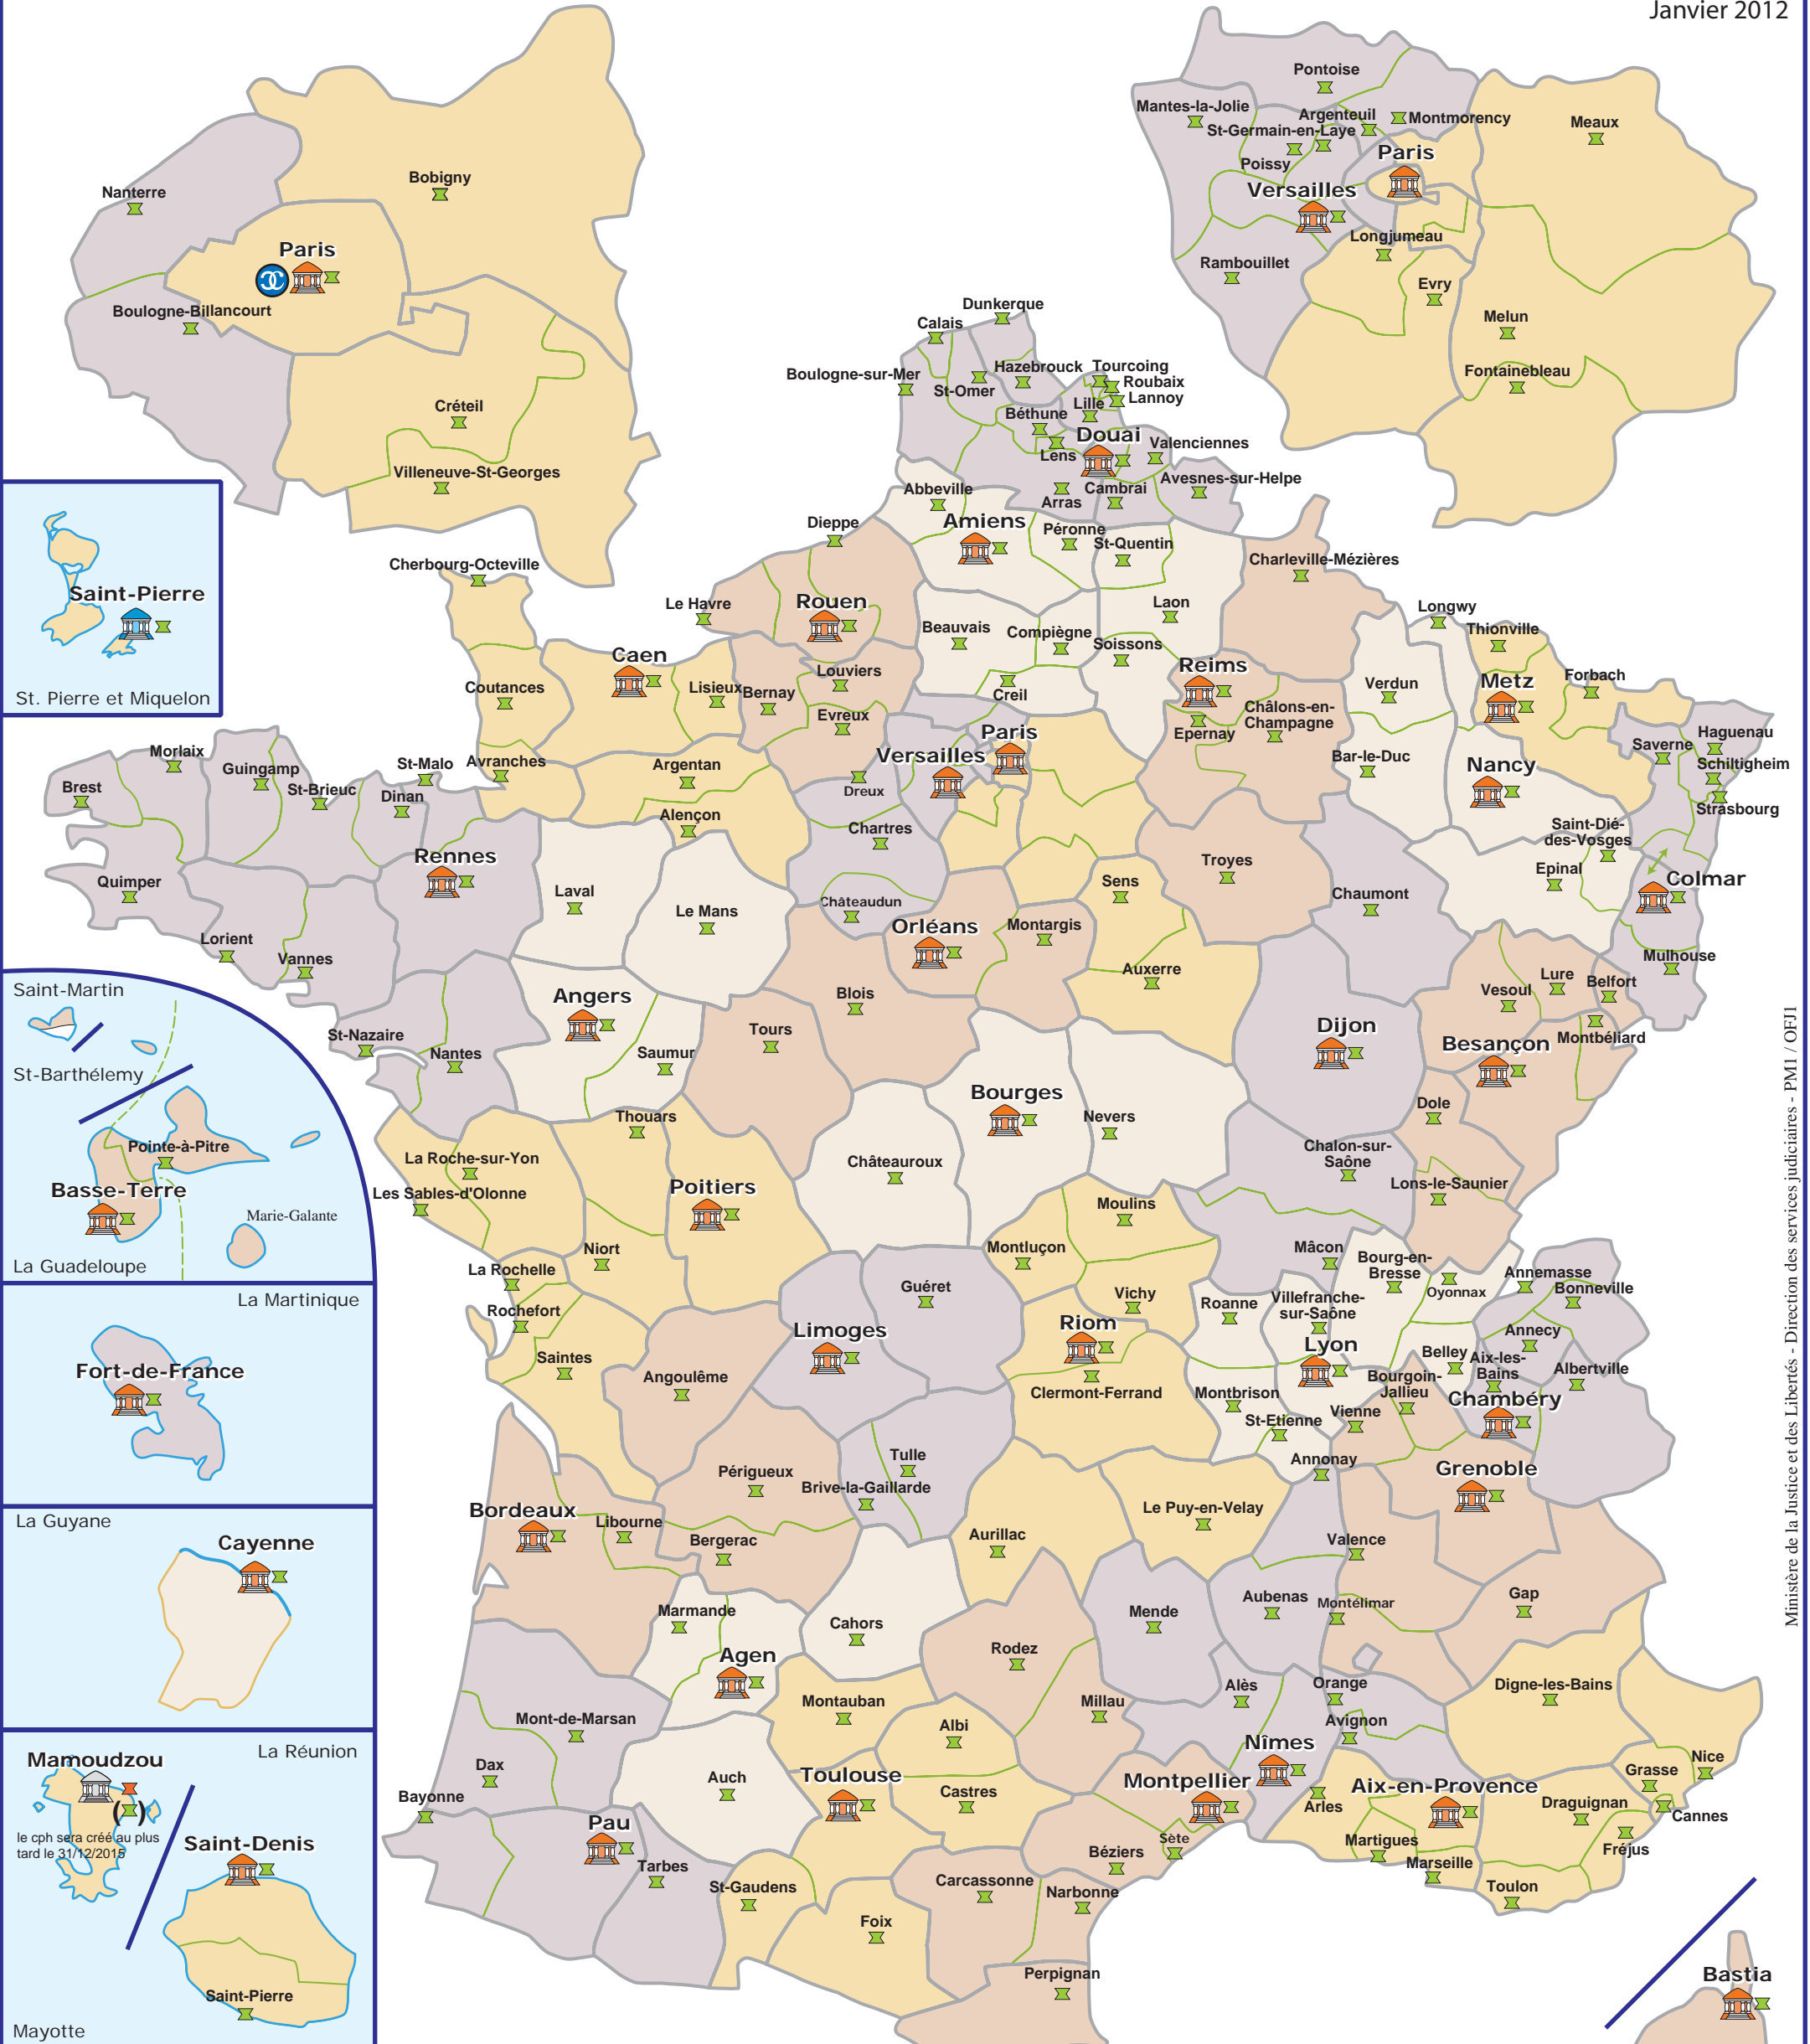 Janvier 2012
Nanterre
Bobigny
Paris
Boulogne-Billancourt
Créteil
Villeneuve-St-Georges
Pontoise
Mantes-la-Jolie
Argenteuil
Montmorency
St-Germain-en-Laye
Poissy
Paris
Meaux
Versailles
Longjumeau
Rambouillet
Evry
Melun
Fontainebleau
Saint-Pierre
St. Pierre et Miquelon
Dunkerque
Calais
Boulogne-sur-Mer
St-Omer
Hazebrouck
Tourcoing
Roubaix
Lannoy
Lille
Béthune
Douai
Lens
Valenciennes
Avesnes-sur-Helpe
Arras
Cambrai
Abbeville
Amiens
Péronne
St-Quentin
Dieppe
Charleville-Mézières
Cherbourg-Octeville
Le Havre
Rouen
Laon
Longwy
Beauvais
Compiègne
Soissons
Thionville
Caen
Louviers
Reims
Verdun
Metz
Forbach
Coutances
Lisieux
Bernay
Creil
Evreux
Epernay
Châlons-en-
Champagne
Haguenau
Saverne
Schiltigheim
Strasbourg
Paris
Versailles
Bar-le-Duc
Nancy
Morlaix
Guingamp
St-Malo
Avranches
Argentan
Brest
St-Brieuc
Dinan
Dreux
Alençon
Chartres
Saint-Dié-
des-Vosges
Epinal
Colmar
Rennes
Troyes
Quimper
Laval
Le Mans
Châteaudun
Sens
Chaumont
Orléans
Montargis
Lorient
Vannes
Auxerre
Mulhouse
Angers
Blois
Vesoul
Lure
Belfort
Montbéliard
St-Nazaire
Nantes
Saumur
Tours
Dijon
Besançon
Saint-Martin
St-Barthélemy
Pointe-à-Pitre
Basse-Terre
Marie-Galante
La Guadeloupe
Bourges
Nevers
Dole
Thouars
Châteauroux
Chalon-sur-
Saône
Lons-le-Saunier
La Roche-sur-Yon
Les Sables-d'Olonne
Poitiers
Moulins
Niort
La Rochelle
Montluçon
Mâcon
Bourg-en-
Bresse
Oyonnax
Annemasse
Bonneville
Guéret
Vichy
Roanne
Villefranche-
sur-Saône
Rochefort
Limoges
Riom
Lyon
Annecy
Belley
Aix-les-
Bains
Albertville
Saintes
Angoulême
Clermont-Ferrand
Montbrison
Bourgoin-
Jallieu
Vienne
Chambéry
St-Etienne
La Martinique
Fort-de-France
Tulle
Annonay
Grenoble
Périgueux
Brive-la-Gaillarde
Le Puy-en-Velay
Bordeaux
Libourne
Bergerac
Aurillac
Valence
La Guyane
Cayenne
Marmande
Cahors
Mende
Aubenas
Montélimar
Gap
Agen
Rodez
Montauban
Millau
Alès
Orange
Digne-les-Bains
Mont-de-Marsan
Albi
Avignon
Nîmes
Nice
Grasse
Dax
Auch
Toulouse
Castres
Montpellier
Aix-en-Provence
Arles
Draguignan
Cannes
Bayonne
Pau
Tarbes
Sète
Béziers
Martigues
Marseille
Fréjus
Toulon
St-Gaudens
Carcassonne
Narbonne
Foix
Perpignan
Bastia
Mamoudzou
( )
le cph sera créé au plus
tard le 31/12/2015
La Réunion
Saint-Denis
Saint-Pierre
Mayotte
Ministère de la Justice et des Libertés - Direction des services judiciaires - PM1 / OFJ1